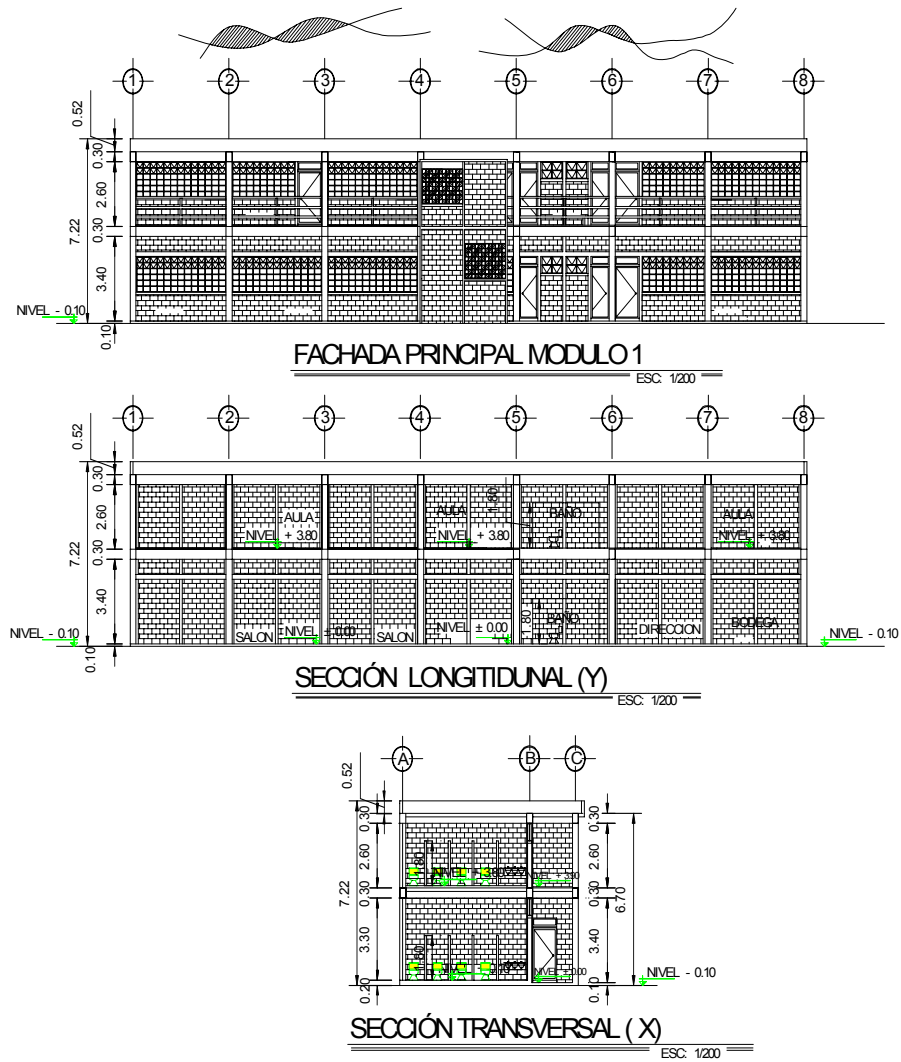 1 2 3 4 5 6 7 8
0.52
0.30
2.60
7.22
0.30
3.40
NIVEL - 0.10
0.10
FACHADA PRINCIPAL MODULO 1
ESC: 1/200
1 2 3 4 5 6 7 8
0.52
0.30
2.60
7.22
0.30
3.40
0.10
AULA
NIVEL + 3.80
AULA
NIVEL + 3.80
1.80
BAÑO
AULA
NIVEL + 3.80
NIVEL - 0.10
SALON
NIVEL ± 0.00
SALON
NIVEL ± 0.00
1.80
BAÑO
DIRECCION
BODEGA
NIVEL - 0.10
SECCIÓN LONGITIDUNAL (Y)
ESC: 1/200
A B C
0.52
0.30
2.60
7.22
0.30
3.30
0.20
0.30
2.60
0.30
6.70
3.40
0.10
NIVEL - 0.10
SECCIÓN TRANSVERSAL ( X)
ESC: 1/200